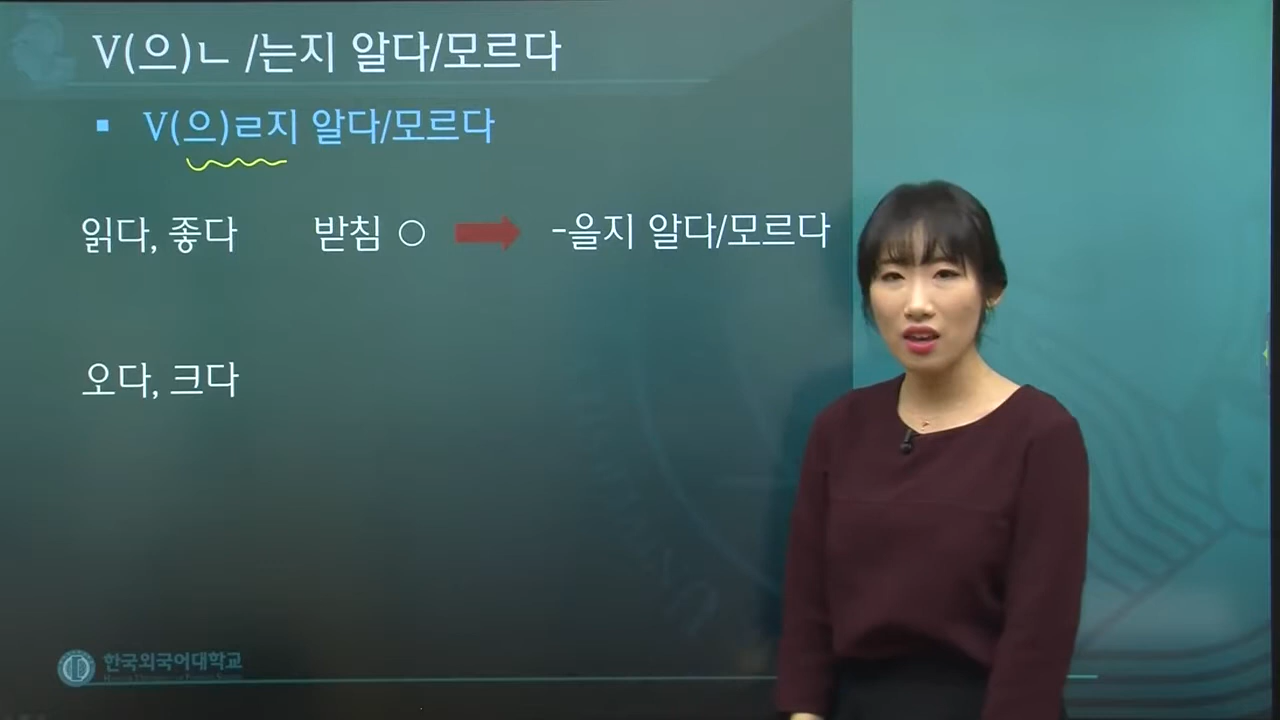 V(으)ㄴ /는지 알다/모르다
▪ V(으)ㄹ지 알다/모르다
읽다, 좋다 받침 ○ → -을지 알다/모르다
오다, 크다
한국외국어대학교